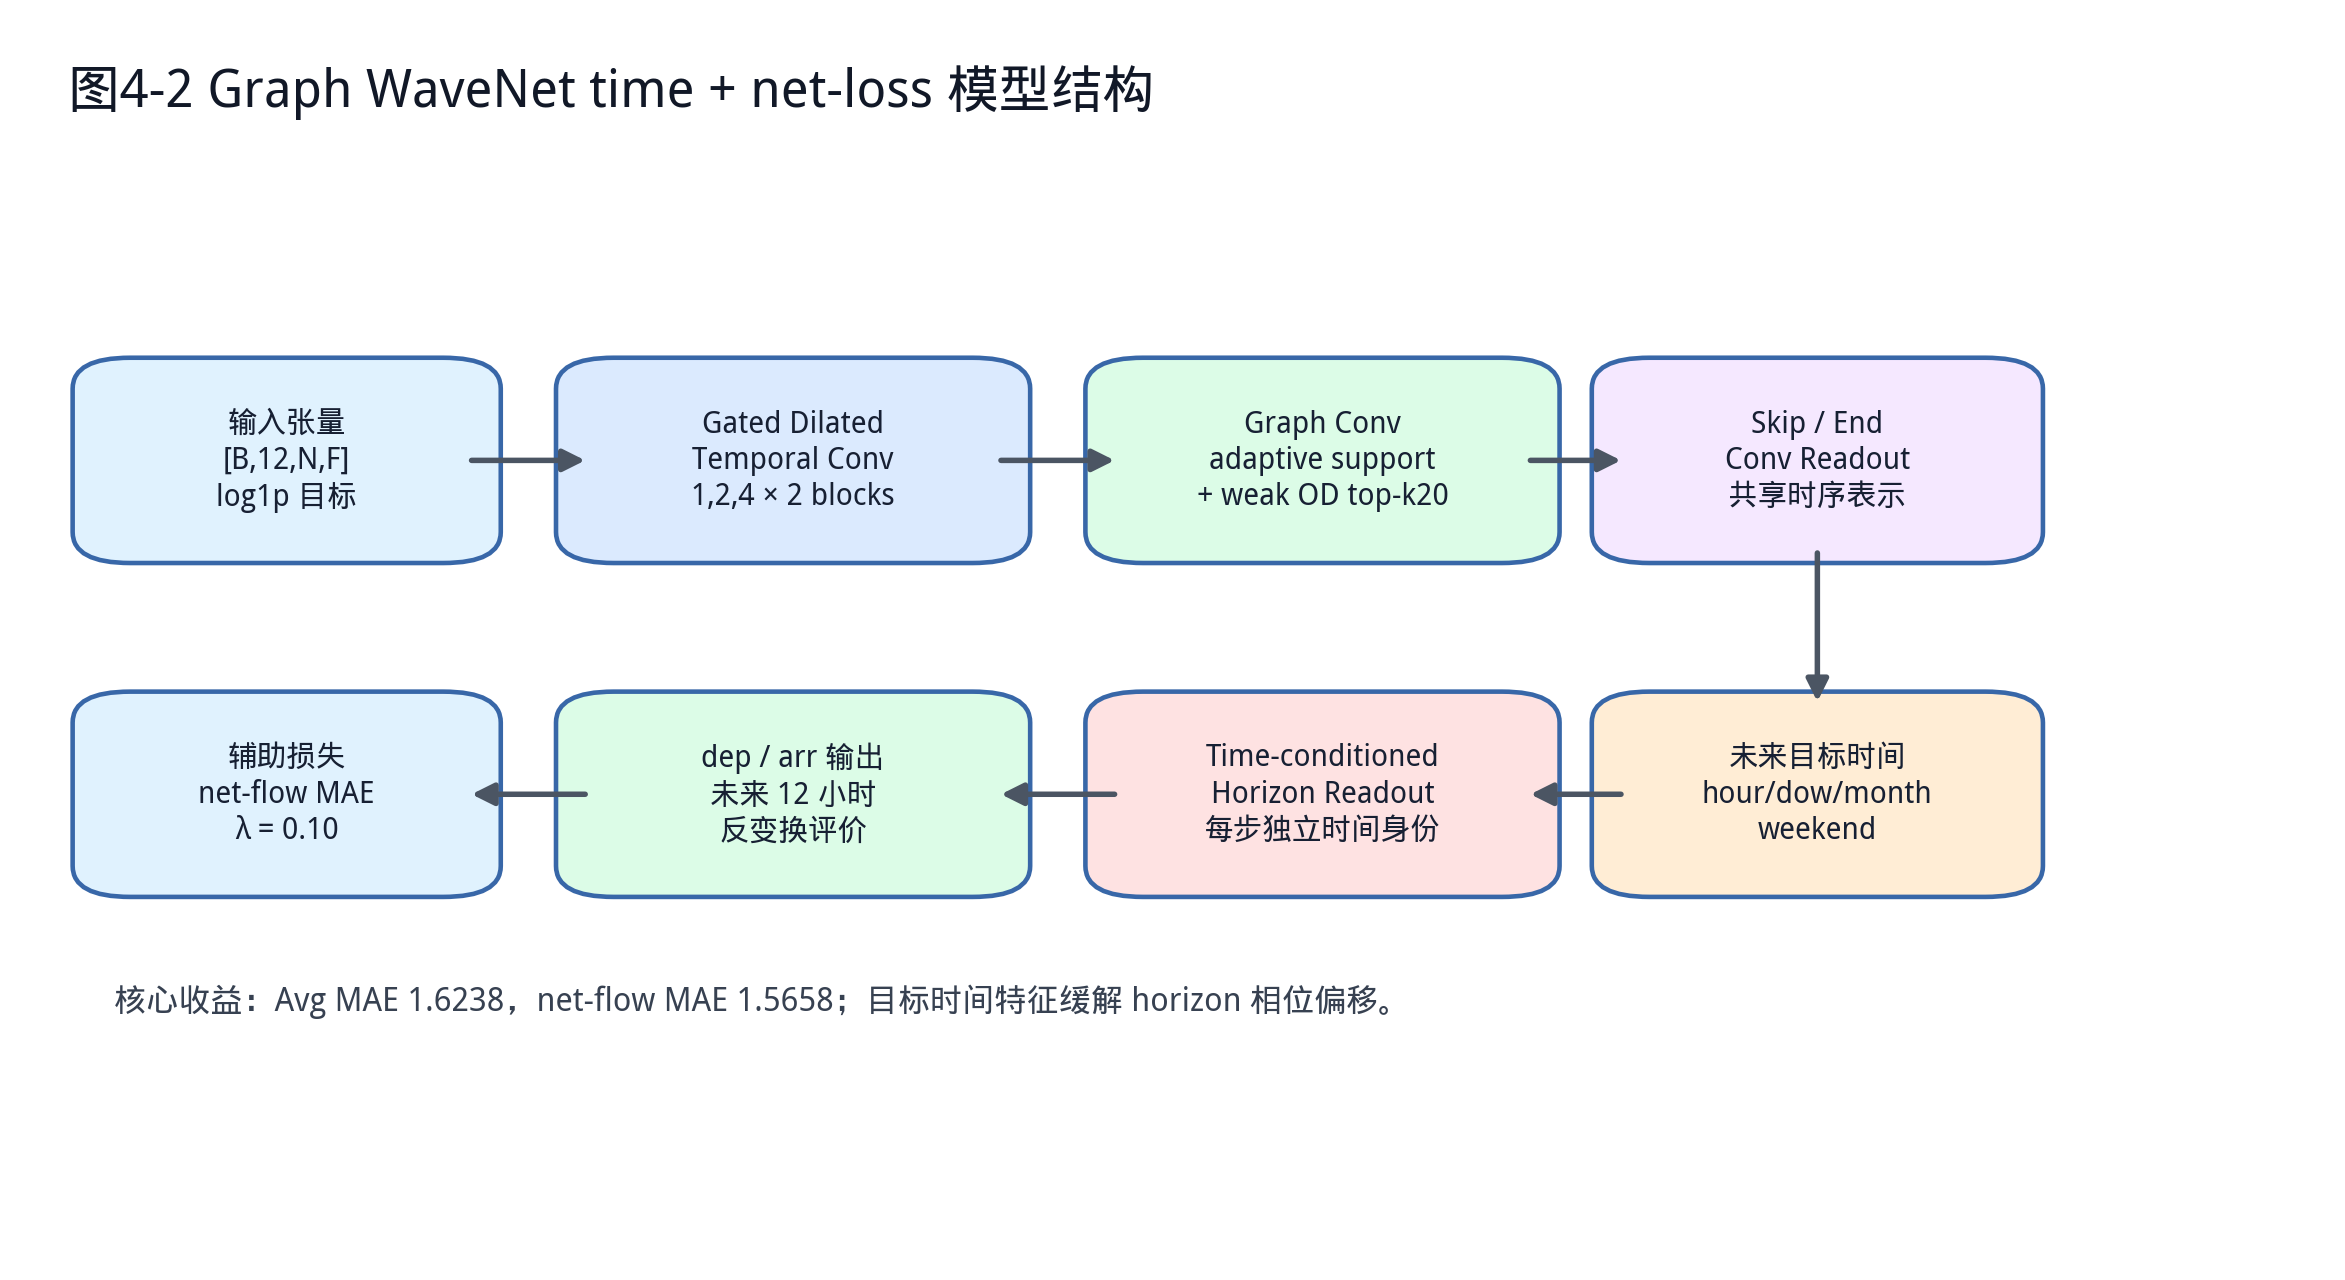 图4-2 Graph WaveNet time + net-loss 模型结构
输入张量
[B,12,N,F]
log1p 目标
Gated Dilated
Temporal Conv
1,2,4 × 2 blocks
Graph Conv
adaptive support
+ weak OD top-k20
Skip / End
Conv Readout
共享时序表示
辅助损失
net-flow MAE
λ = 0.10
dep / arr 输出
未来 12 小时
反变换评价
Time-conditioned
Horizon Readout
每步独立时间身份
未来目标时间
hour/dow/month
weekend
核心收益：Avg MAE 1.6238，net-flow MAE 1.5658；目标时间特征缓解 horizon 相位偏移。